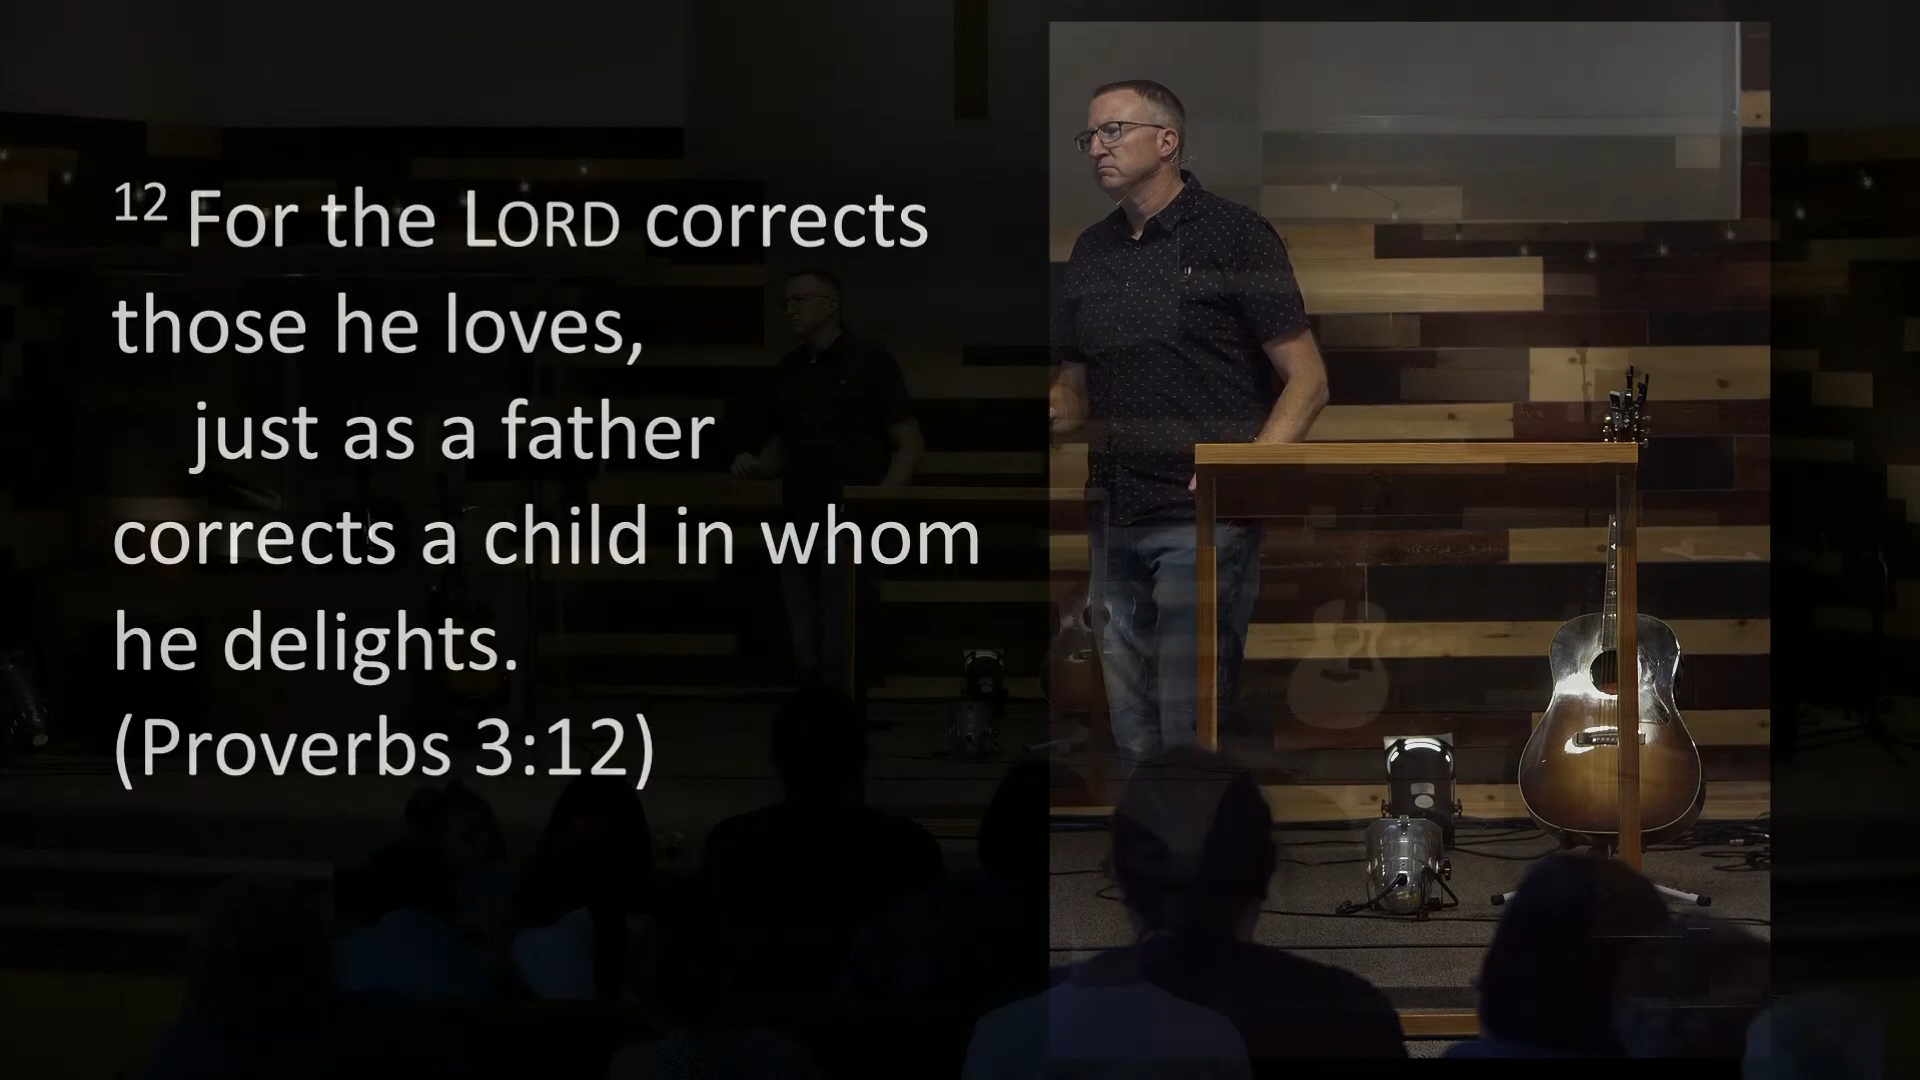 12 For the LORD corrects
those he loves,
just as a father
corrects a child in whom
he delights.
(Proverbs 3:12)